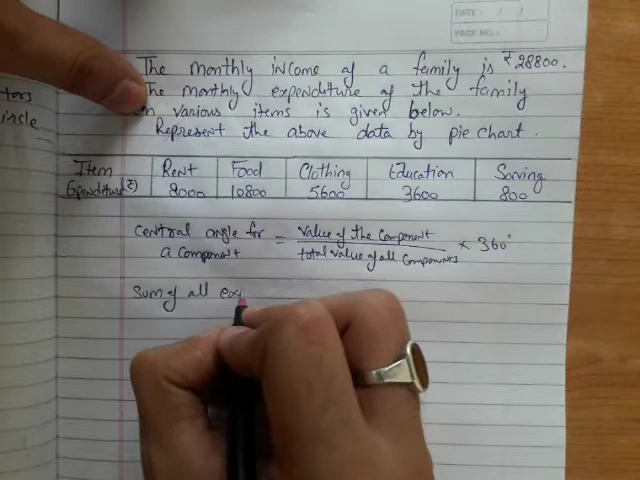 DATE: / /
PAGE NO.:
The monthly income of a family is ₹28800.
The monthly expenditure of the family
on various items is given below.
Represent the above data by pie chart.
tors
ircle
Item Rent Food Clothing Education Saving
Expenditure(₹) 8000 10800 5600 3600 800
Central angle for a component = Value of the Component / total value of all Components × 360°
Sum of all ex